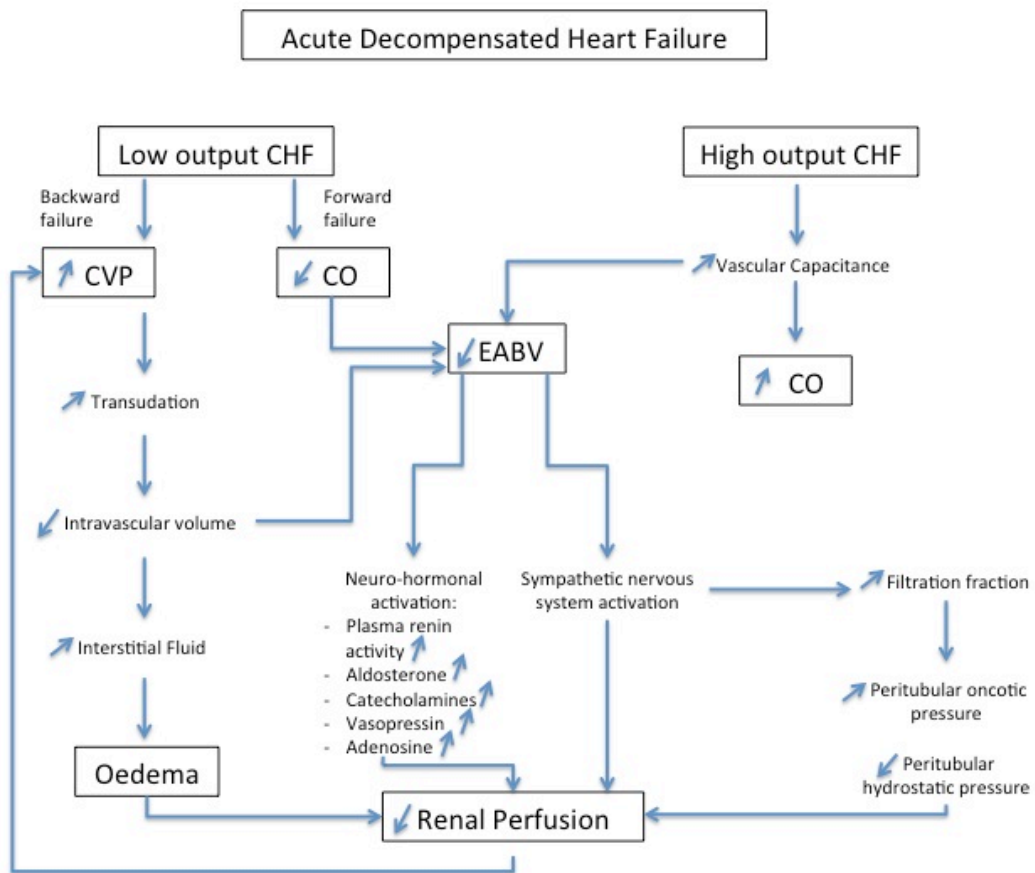 Acute Decompensated Heart Failure
Low output CHF
High output CHF
Backward
failure
Forward
failure
CVP
CO
Vascular Capacitance
EABV
CO
Transudation
Intravascular volume
Neuro-hormonal
activation:
- Plasma renin
activity
- Aldosterone
- Catecholamines
- Vasopressin
- Adenosine
Sympathetic nervous
system activation
Filtration fraction
Interstitial Fluid
Peritubular oncotic
pressure
Oedema
Peritubular
hydrostatic pressure
Renal Perfusion